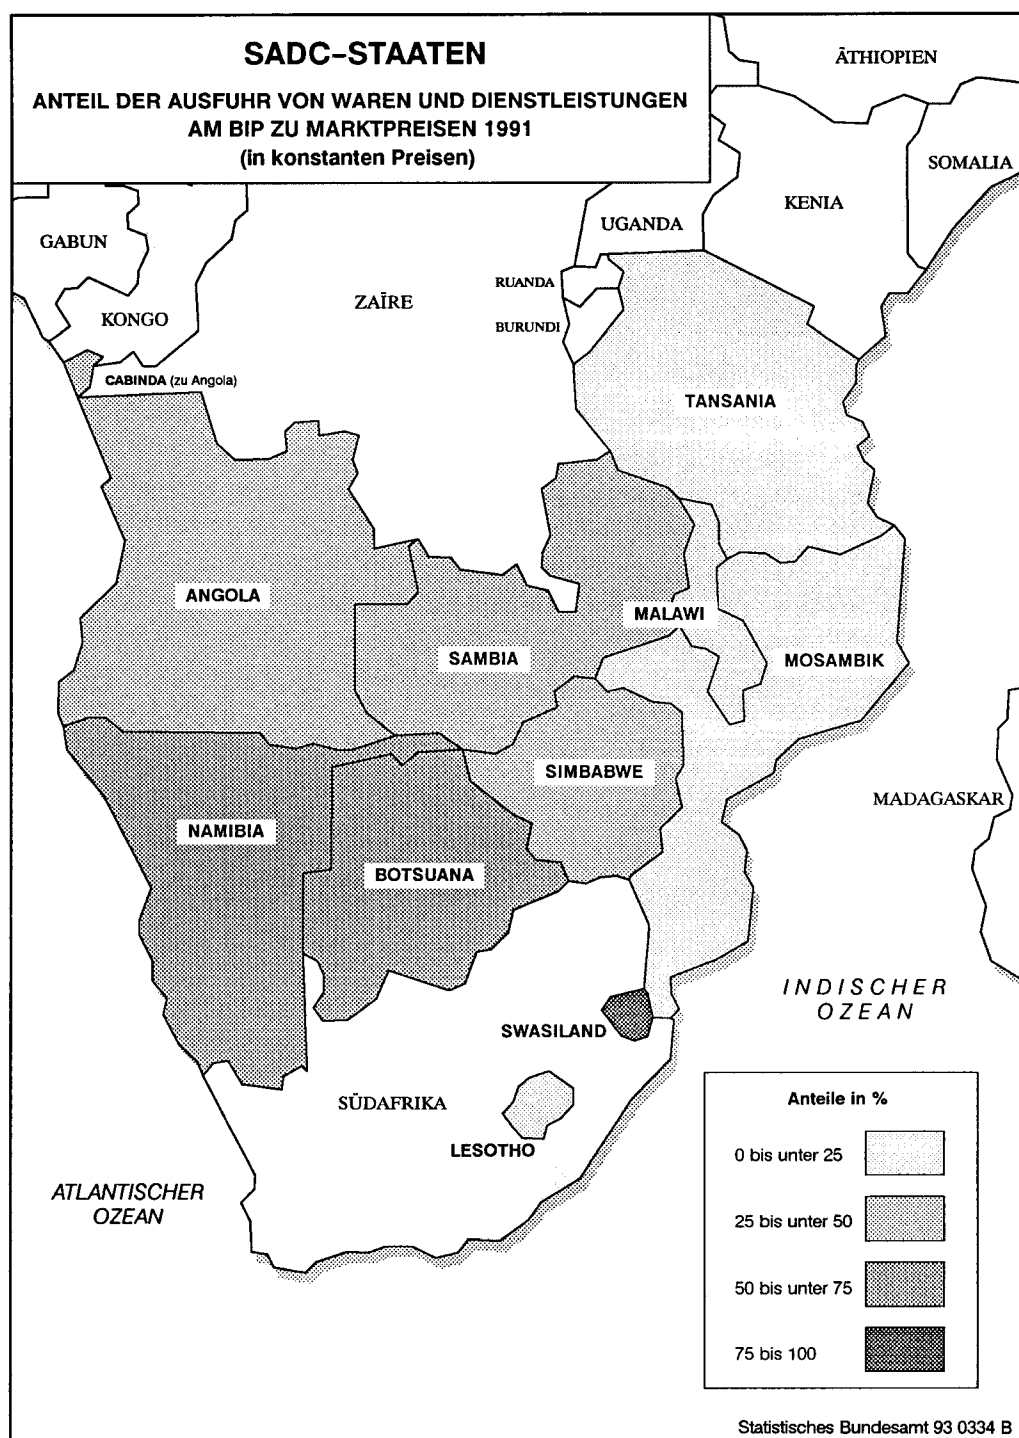 SADC-STAATEN
ANTEIL DER AUSFUHR VON WAREN UND DIENSTLEISTUNGEN
AM BIP ZU MARKTPREISEN 1991
(in konstanten Preisen)
ÄTHIOPIEN
SOMALIA
KENIA
UGANDA
GABUN
RUANDA
ZAÏRE
KONGO
BURUNDI
CABINDA (zu Angola)
TANSANIA
ANGOLA
MALAWI
SAMBIA
MOSAMBIK
SIMBABWE
MADAGASKAR
NAMIBIA
BOTSUANA
INDISCHER
OZEAN
SWASILAND
SÜDAFRIKA
LESOTHO
ATLANTISCHER
OZEAN
Anteile in %
0 bis unter 25
25 bis unter 50
50 bis unter 75
75 bis 100
Statistisches Bundesamt 93 0334 B